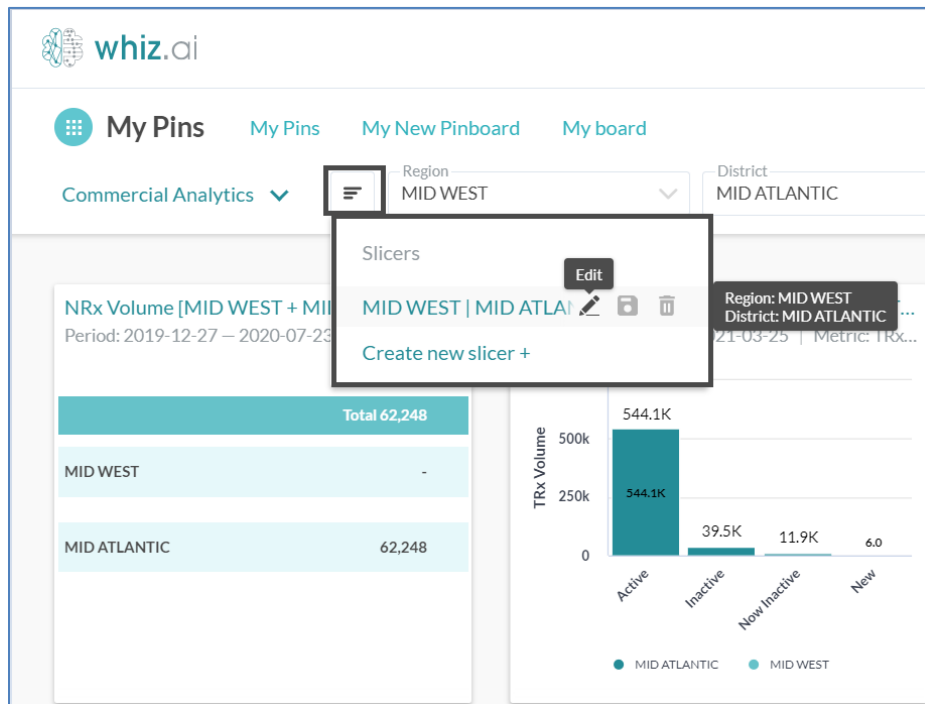 whiz.ai
My Pins
My Pins
My New Pinboard
My board
Commercial Analytics
Region
MID WEST
District
MID ATLANTIC
Slicers
Edit
MID WEST | MID ATLAN
Region: MID WEST
District: MID ATLANTIC
Create new slicer +
NRx Volume [MID WEST + MI
Period: 2019-12-27 — 2020-07-23
Total 62,248
MID WEST -
MID ATLANTIC 62,248
...
21-03-25 | Metric: TRx...
TRx Volume
500k
250k
0
544.1K
544.1K
39.5K
11.9K
6.0
Active
Inactive
Now Inactive
New
MID ATLANTIC
MID WEST